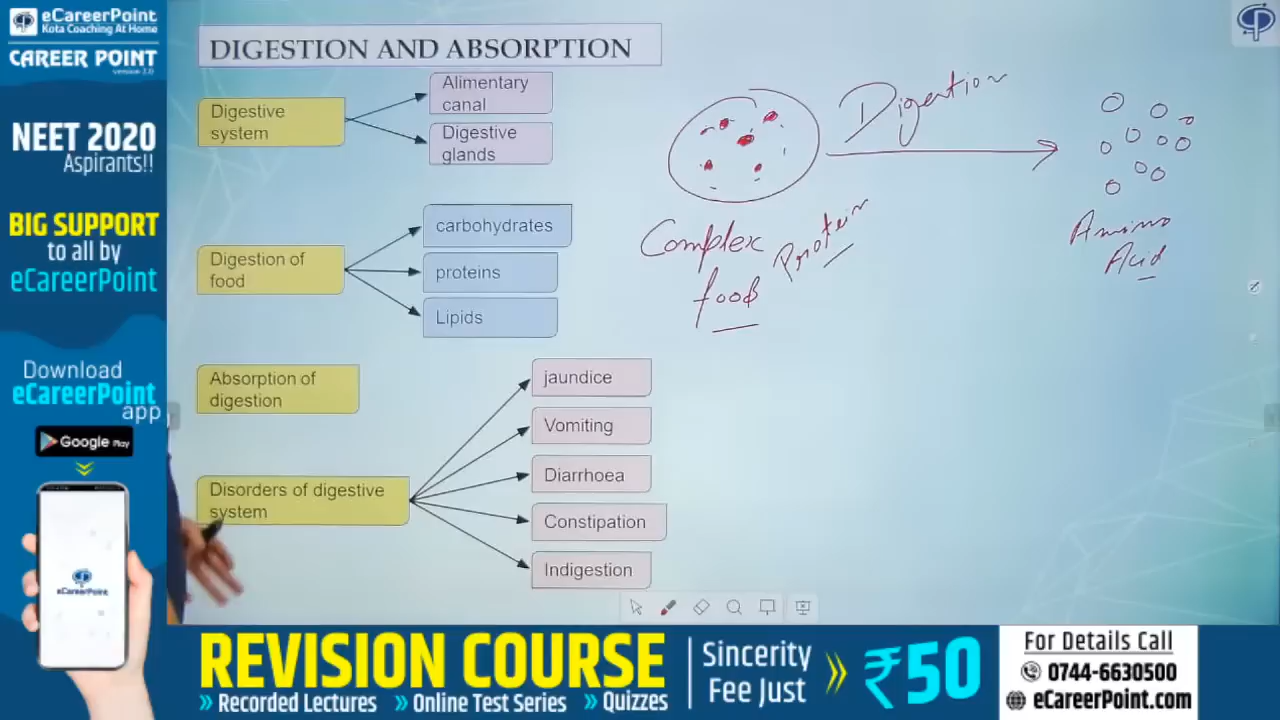 eCareerPoint
Kota Coaching At Home
CAREER POINT
version 2.0
NEET 2020
Aspirants!!
BIG SUPPORT
to all by
eCareerPoint
Download
eCareerPoint
app
Google Play
eCareerPoint
DIGESTION AND ABSORPTION
Digestive
system
Alimentary
canal
Digestive
glands
Digestion of
food
carbohydrates
proteins
Lipids
Absorption of
digestion
Disorders of digestive
system
jaundice
Vomiting
Diarrhoea
Constipation
Indigestion
Digestion
Complex
food
Protein
Amino
Acid
REVISION COURSE
» Recorded Lectures » Online Test Series » Quizzes
Sincerity
Fee Just
» ₹50
For Details Call
0744-6630500
eCareerPoint.com